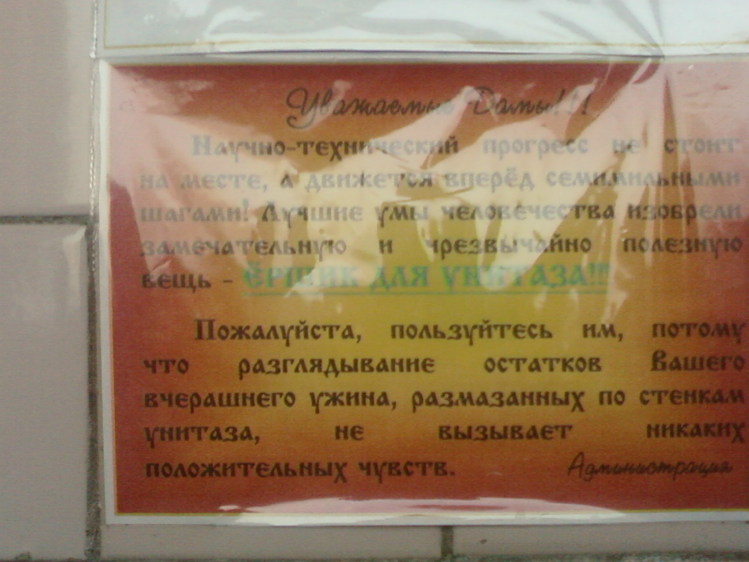 Уважаемые Дамы!!!
Научно-технический прогресс не стоит
на месте, а движется вперёд семимильными
шагами! Лучшие умы человечества изобрели
замечательную и чрезвычайно полезную
вещь - ЁРШИК ДЛЯ УНИТАЗА!!!
Пожалуйста, пользуйтесь им, потому
что разглядывание остатков Вашего
вчерашнего ужина, размазанных по стенкам
унитаза, не вызывает никаких
положительных чувств. Администрация